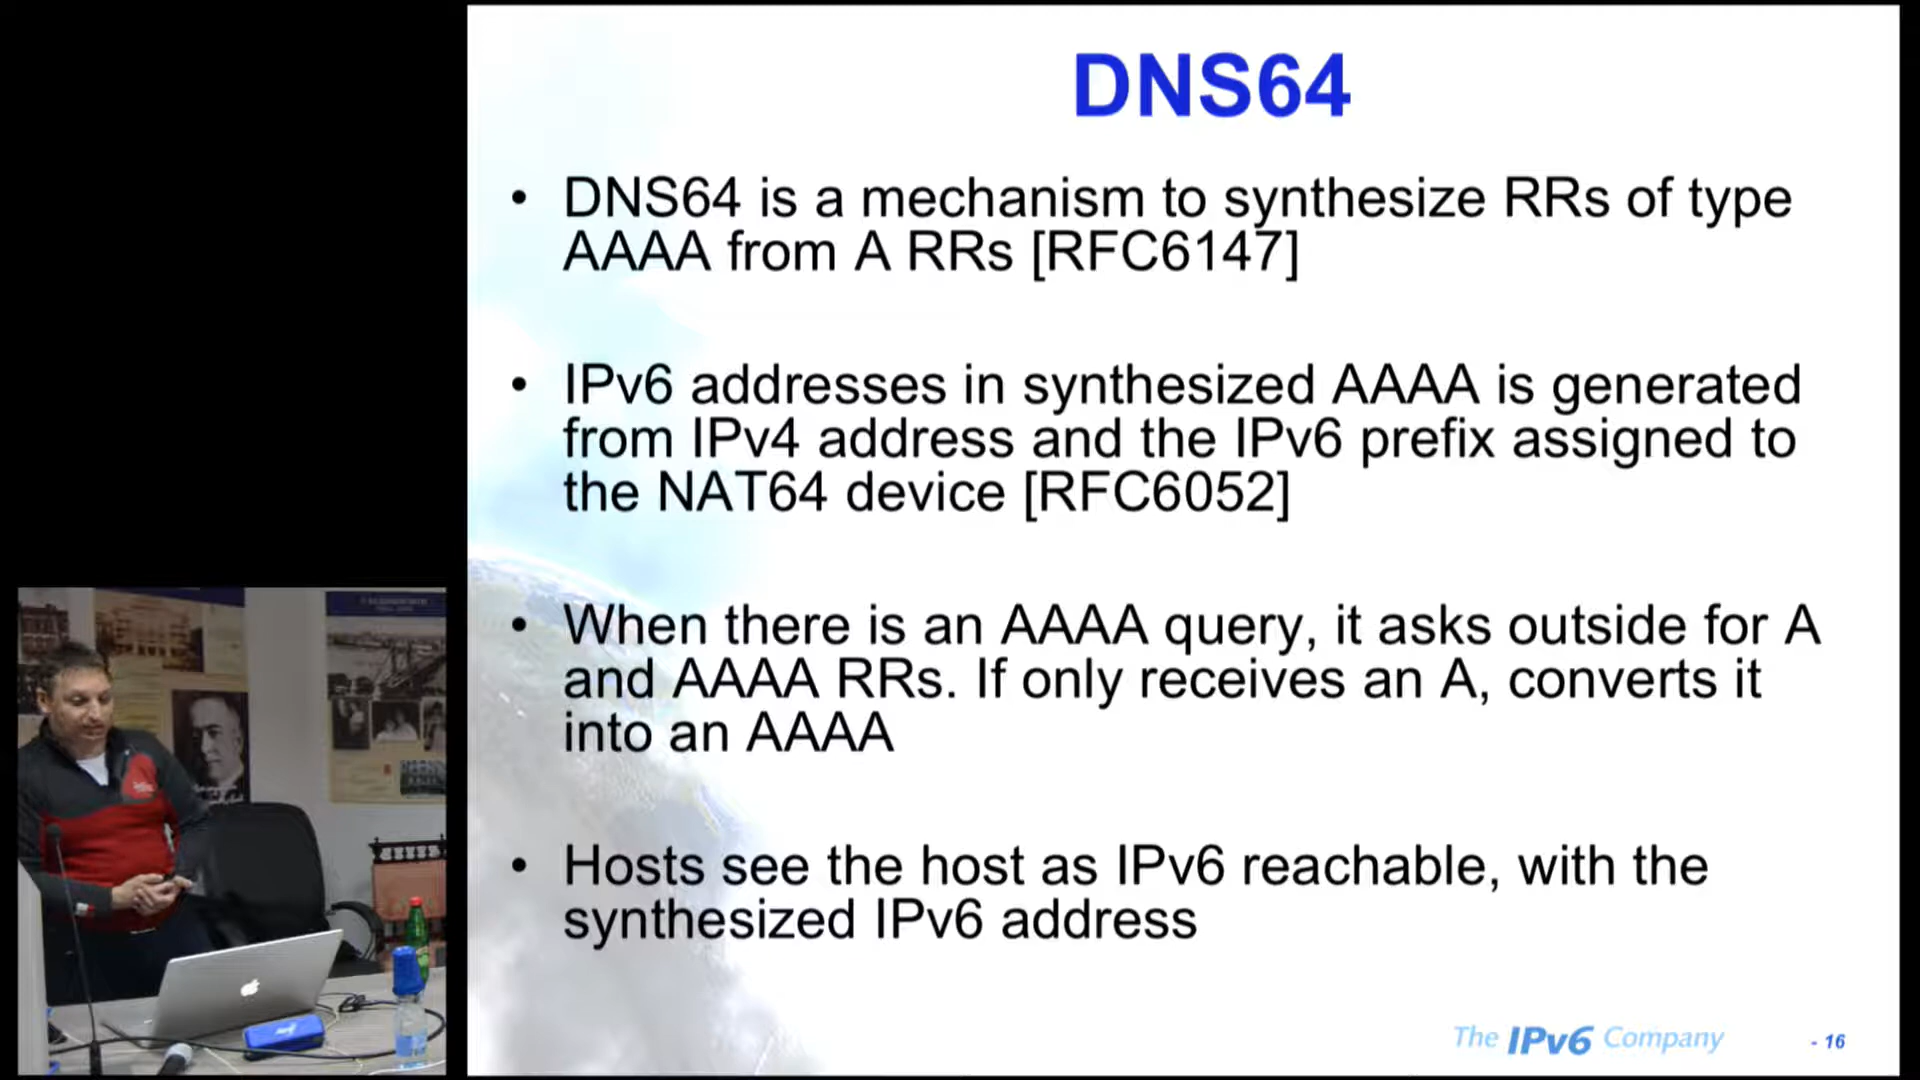 DNS64
• DNS64 is a mechanism to synthesize RRs of type
AAAA from A RRs [RFC6147]
• IPv6 addresses in synthesized AAAA is generated
from IPv4 address and the IPv6 prefix assigned to
the NAT64 device [RFC6052]
• When there is an AAAA query, it asks outside for A
and AAAA RRs. If only receives an A, converts it
into an AAAA
• Hosts see the host as IPv6 reachable, with the
synthesized IPv6 address
The IPv6 Company
- 16